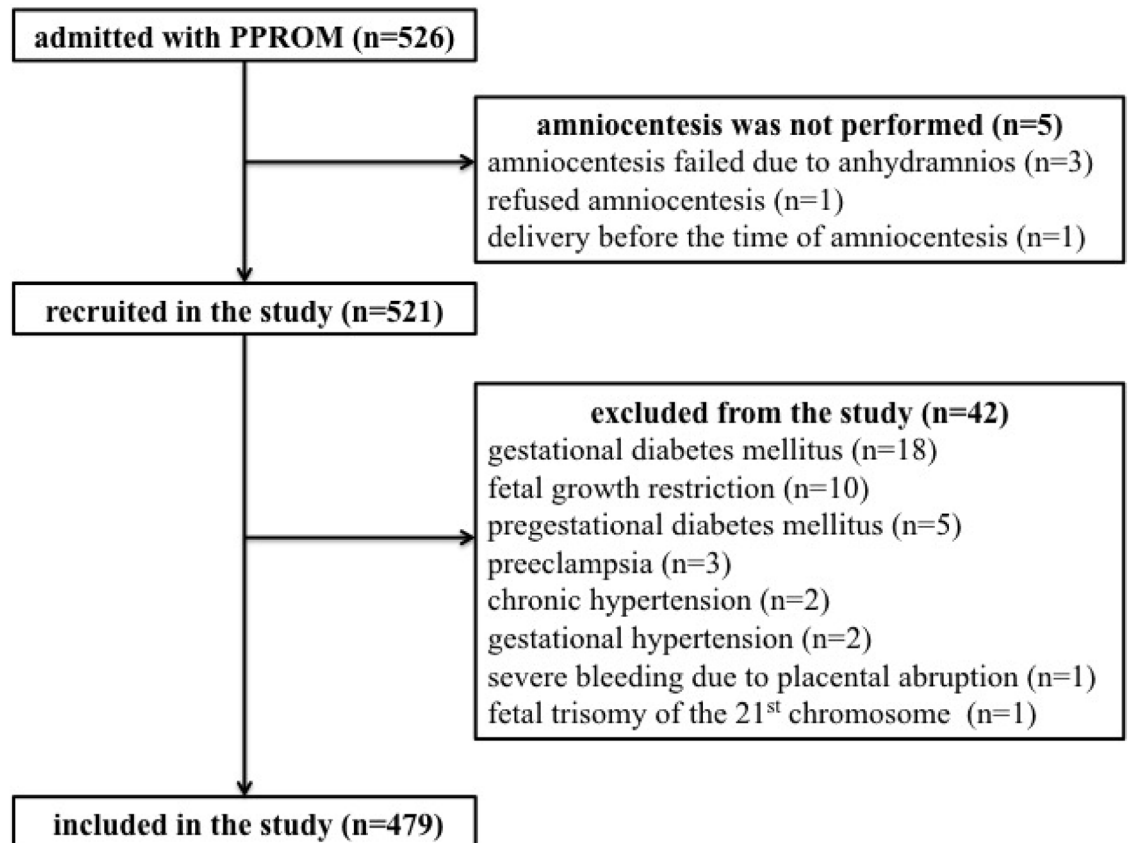 admitted with PPROM (n=526)
amniocentesis was not performed (n=5)
amniocentesis failed due to anhydramnios (n=3)
refused amniocentesis (n=1)
delivery before the time of amniocentesis (n=1)
recruited in the study (n=521)
excluded from the study (n=42)
gestational diabetes mellitus (n=18)
fetal growth restriction (n=10)
pregestational diabetes mellitus (n=5)
preeclampsia (n=3)
chronic hypertension (n=2)
gestational hypertension (n=2)
severe bleeding due to placental abruption (n=1)
fetal trisomy of the 21st chromosome (n=1)
included in the study (n=479)